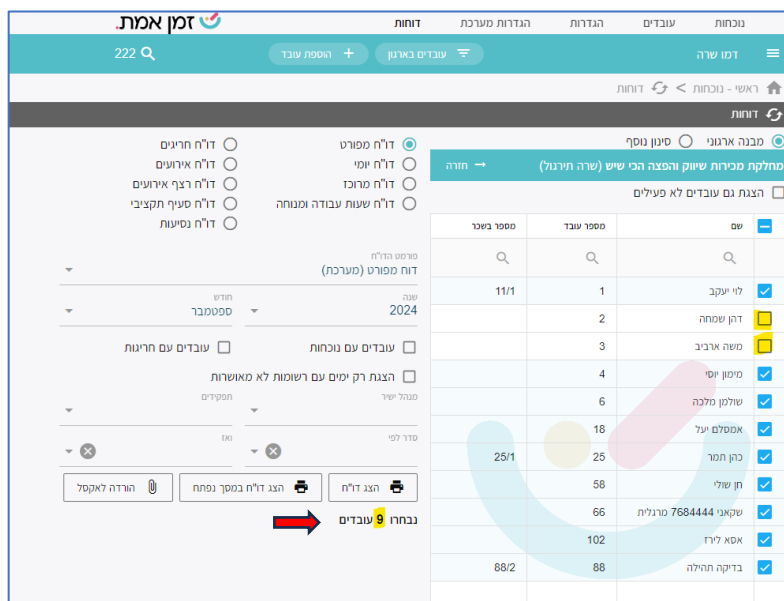 נוכחות עובדים הגדרות הגדרות מערכת דוחות זמן אמת.
דמו שרה עובדים בארגון + הוספת עובד 222
ראשי - נוכחות > דוחות
דוחות
מבנה ארגוני סינון נוסף
מחלקת מכירות שיווק והפצה הכי שיש (שרה תירגול) → חזרה
הצגת גם עובדים לא פעילים
שם מספר עובד מספר בשכר
לוי יעקב 1 11/1
דהן שמחה 2
משה ארביב 3
מימון יוסי 4
שולמן מלכה 6
אמסלם יעל 18
כהן תמר 25 25/1
חן שולי 58
שקאני 7684444 מרגלית 66
אסא לירז 102
בדיקה תהילה 88 88/2
דו"ח מפורט דו"ח חריגים
דו"ח יומי דו"ח אירועים
דו"ח מרוכז דו"ח רצף אירועים
דו"ח שעות עבודה ומנוחה דו"ח סעיף תקציבי
דו"ח נסיעות
פורמט הדו"ח
דוח מפורט (מערכת)
שנה חודש
2024 ספטמבר
עובדים עם נוכחות עובדים עם חריגות
הצגת רק ימים עם רשומות לא מאושרות
מנהל ישיר תפקידים
סדר לפי ואז
הצג דו"ח הצג דו"ח במסך נפתח הורדה לאקסל
נבחרו 9 עובדים